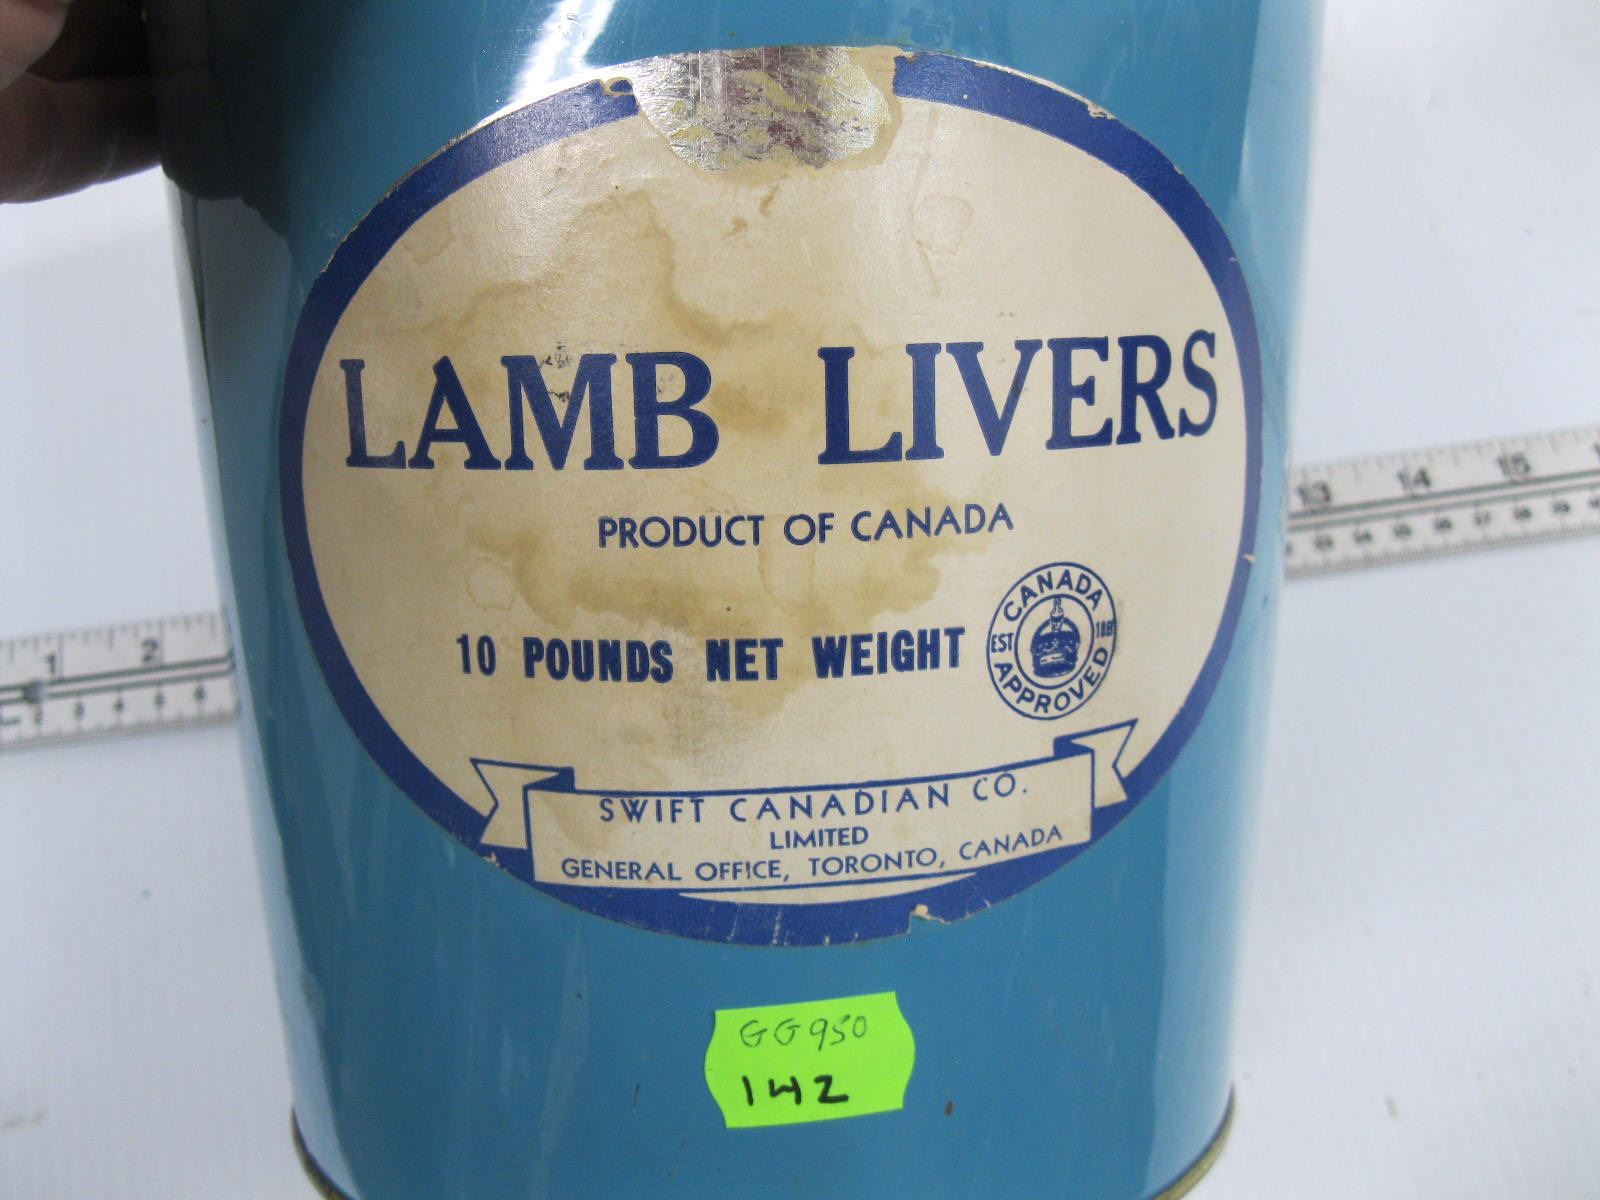 LAMB LIVERS
PRODUCT OF CANADA
10 POUNDS NET WEIGHT
CANADA
EST 18B
APPROVED
SWIFT CANADIAN CO.
LIMITED
GENERAL OFFICE, TORONTO, CANADA
GG950
142
1 2
13 14 15